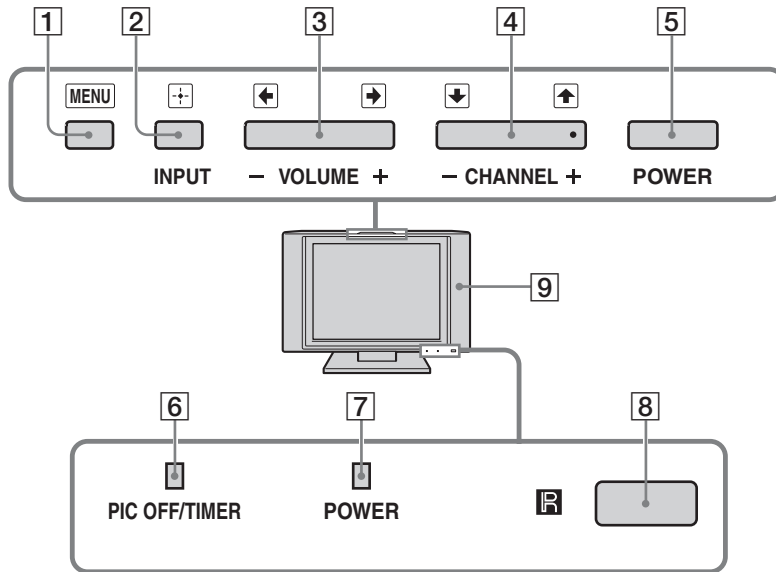 1 2 3 4 5
MENU
INPUT − VOLUME + − CHANNEL + POWER
9
6 7 8
PIC OFF/TIMER POWER R